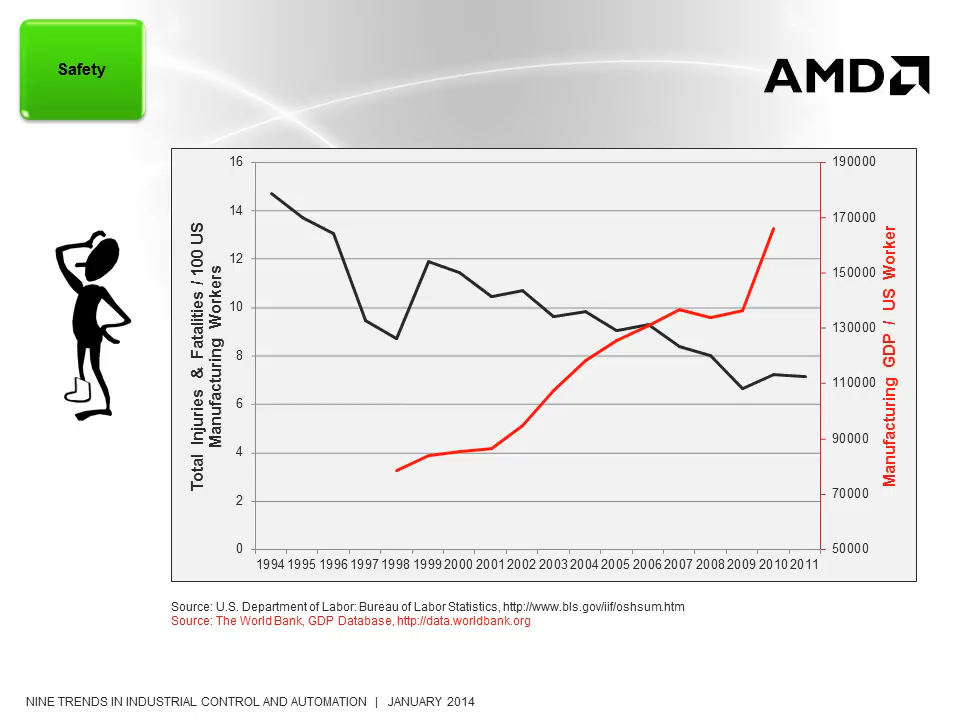 Safety
AMD
16
14
12
10
8
6
4
2
0
Total Injuries & Fatalities / 100 US
Manufacturing Workers
190000
170000
150000
130000
110000
90000
70000
50000
Manufacturing GDP / US Worker
1994 1995 1996 1997 1998 1999 2000 2001 2002 2003 2004 2005 2006 2007 2008 2009 2010 2011
Source: U.S. Department of Labor: Bureau of Labor Statistics, http://www.bls.gov/iif/oshsum.htm
Source: The World Bank, GDP Database, http://data.worldbank.org
NINE TRENDS IN INDUSTRIAL CONTROL AND AUTOMATION | JANUARY 2014